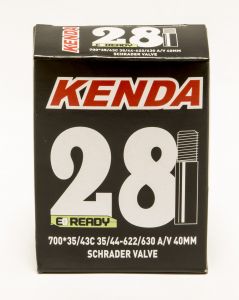 KENDA
28
E READY
700*35/43C 35/44-622/630 A/V 40MM
SCHRADER VALVE